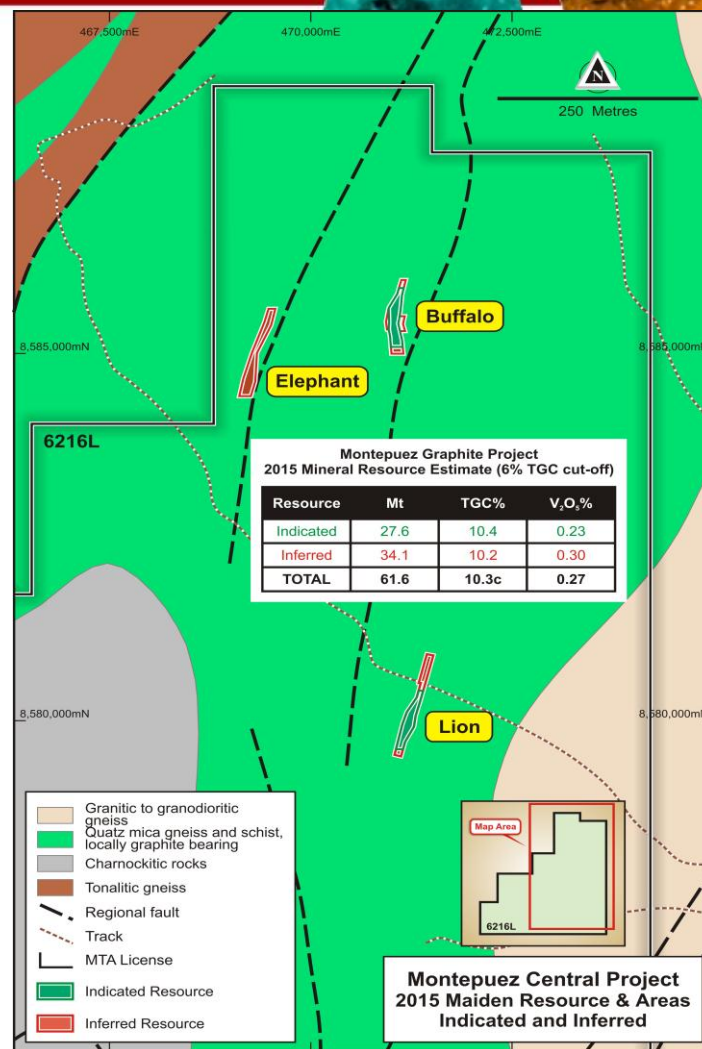 467,500mE 470,000mE 472,500mE
N
250 Metres
Buffalo
8,585,000mN 8,585,000mN
Elephant
6216L
Montepuez Graphite Project
2015 Mineral Resource Estimate (6% TGC cut-off)
Resource Mt TGC% V₂O₅%
Indicated 27.6 10.4 0.23
Inferred 34.1 10.2 0.30
TOTAL 61.6 10.3c 0.27
8,580,000mN 8,580,000mN
Lion
Granitic to granodioritic
gneiss
Quatz mica gneiss and schist,
locally graphite bearing
Charnockitic rocks
Tonalitic gneiss
Regional fault
Track
MTA License
Indicated Resource
Inferred Resource
Map Area
6216L
Montepuez Central Project
2015 Maiden Resource & Areas
Indicated and Inferred